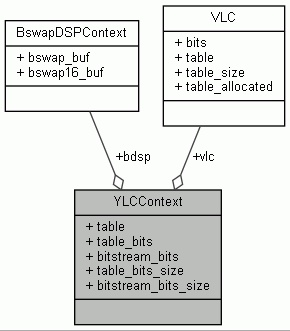 BswapDSPContext
+ bswap_buf
+ bswap16_buf
VLC
+ bits
+ table
+ table_size
+ table_allocated
+bdsp
+vlc
YLCContext
+ table
+ table_bits
+ bitstream_bits
+ table_bits_size
+ bitstream_bits_size